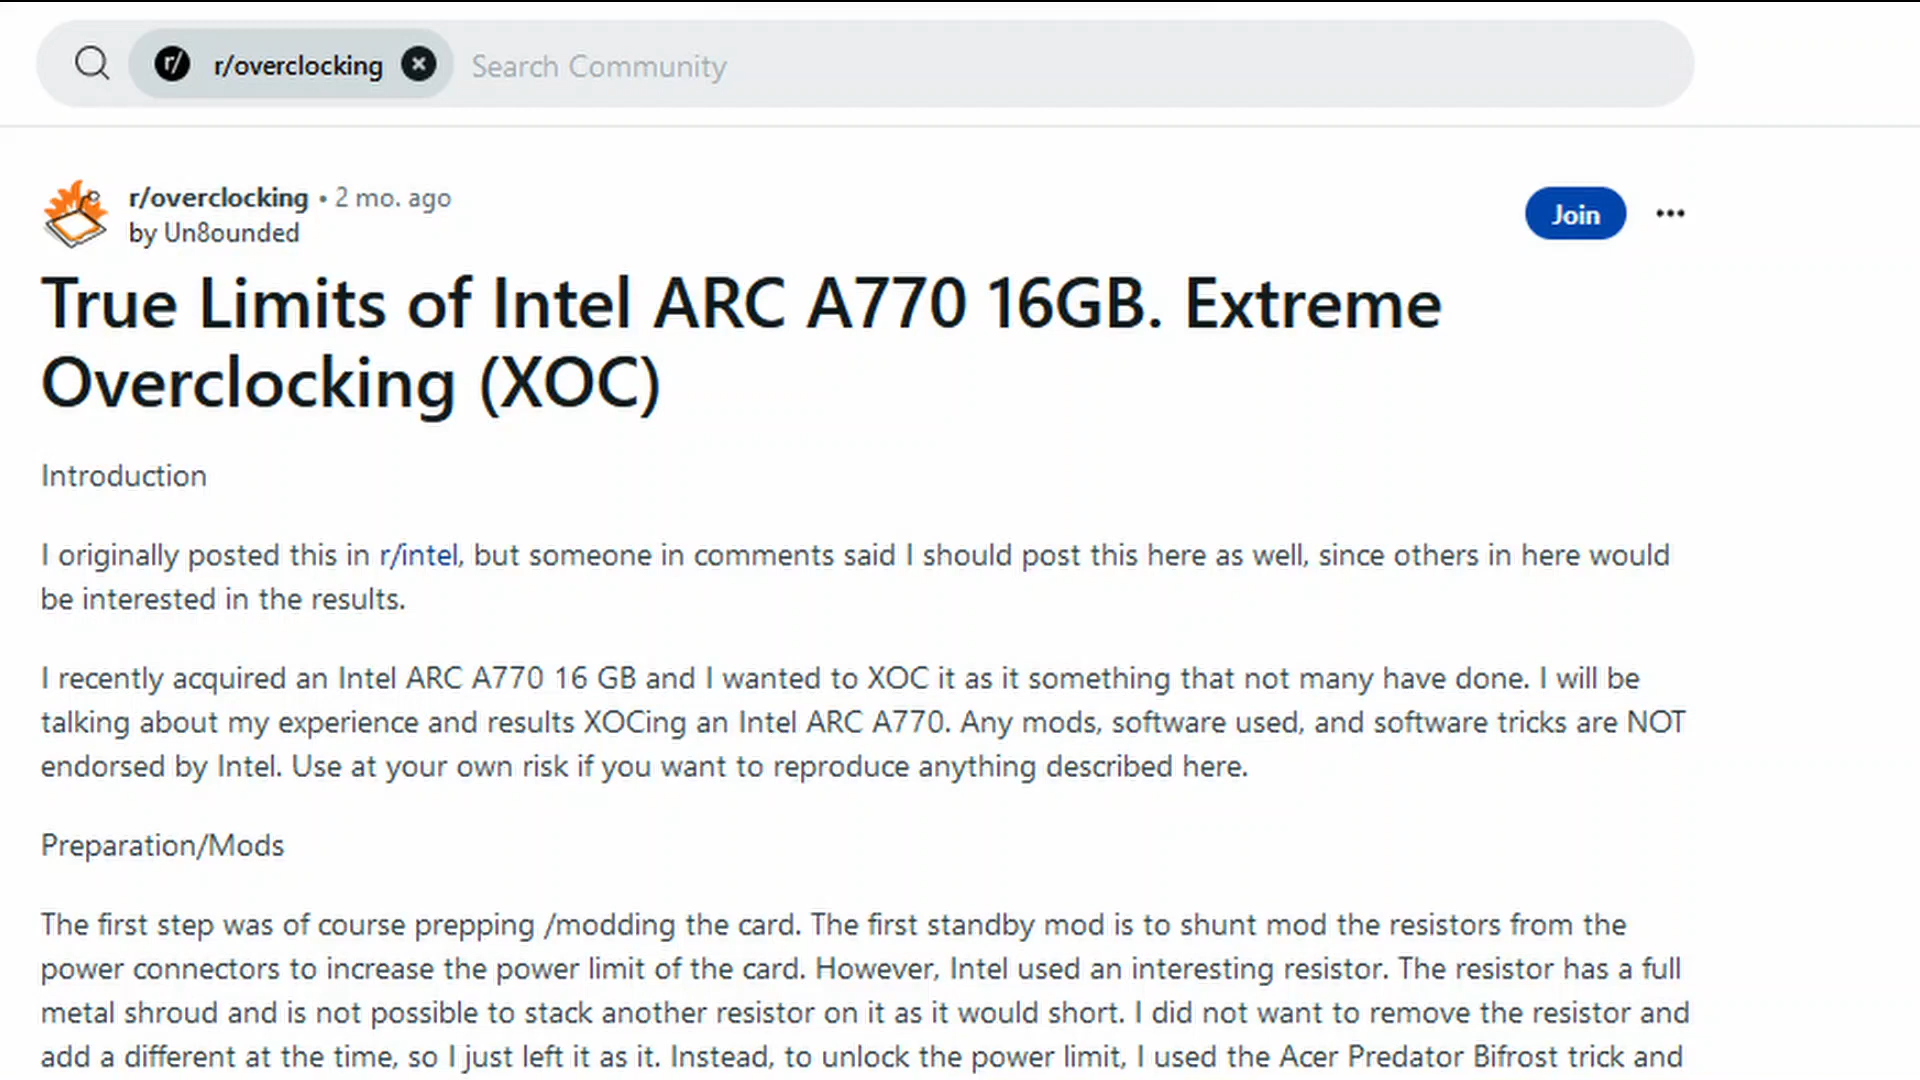 r/ r/overclocking Search Community
r/overclocking • 2 mo. ago
by Un8ounded
Join
True Limits of Intel ARC A770 16GB. Extreme
Overclocking (XOC)
Introduction
I originally posted this in r/intel, but someone in comments said I should post this here as well, since others in here would
be interested in the results.
I recently acquired an Intel ARC A770 16 GB and I wanted to XOC it as it something that not many have done. I will be
talking about my experience and results XOCing an Intel ARC A770. Any mods, software used, and software tricks are NOT
endorsed by Intel. Use at your own risk if you want to reproduce anything described here.
Preparation/Mods
The first step was of course prepping /modding the card. The first standby mod is to shunt mod the resistors from the
power connectors to increase the power limit of the card. However, Intel used an interesting resistor. The resistor has a full
metal shroud and is not possible to stack another resistor on it as it would short. I did not want to remove the resistor and
add a different at the time, so I just left it as it. Instead, to unlock the power limit, I used the Acer Predator Bifrost trick and